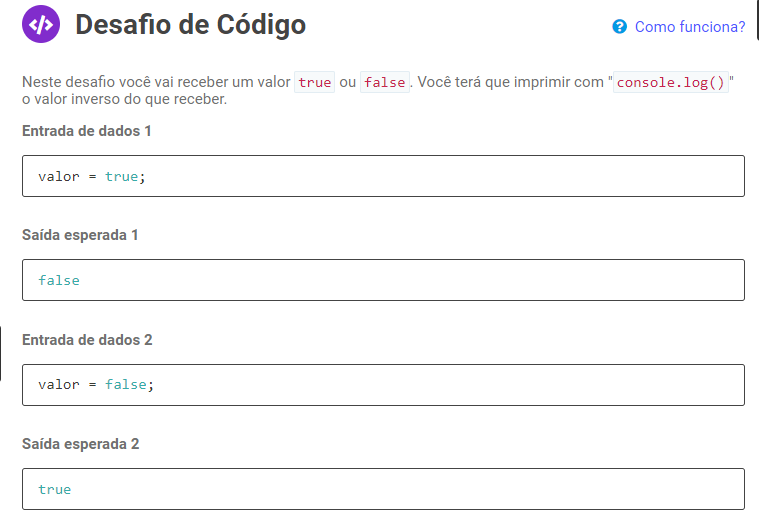 </> Desafio de Código
? Como funciona?
Neste desafio você vai receber um valor true ou false. Você terá que imprimir com "console.log()"
o valor inverso do que receber.
Entrada de dados 1
valor = true;
Saída esperada 1
false
Entrada de dados 2
valor = false;
Saída esperada 2
true